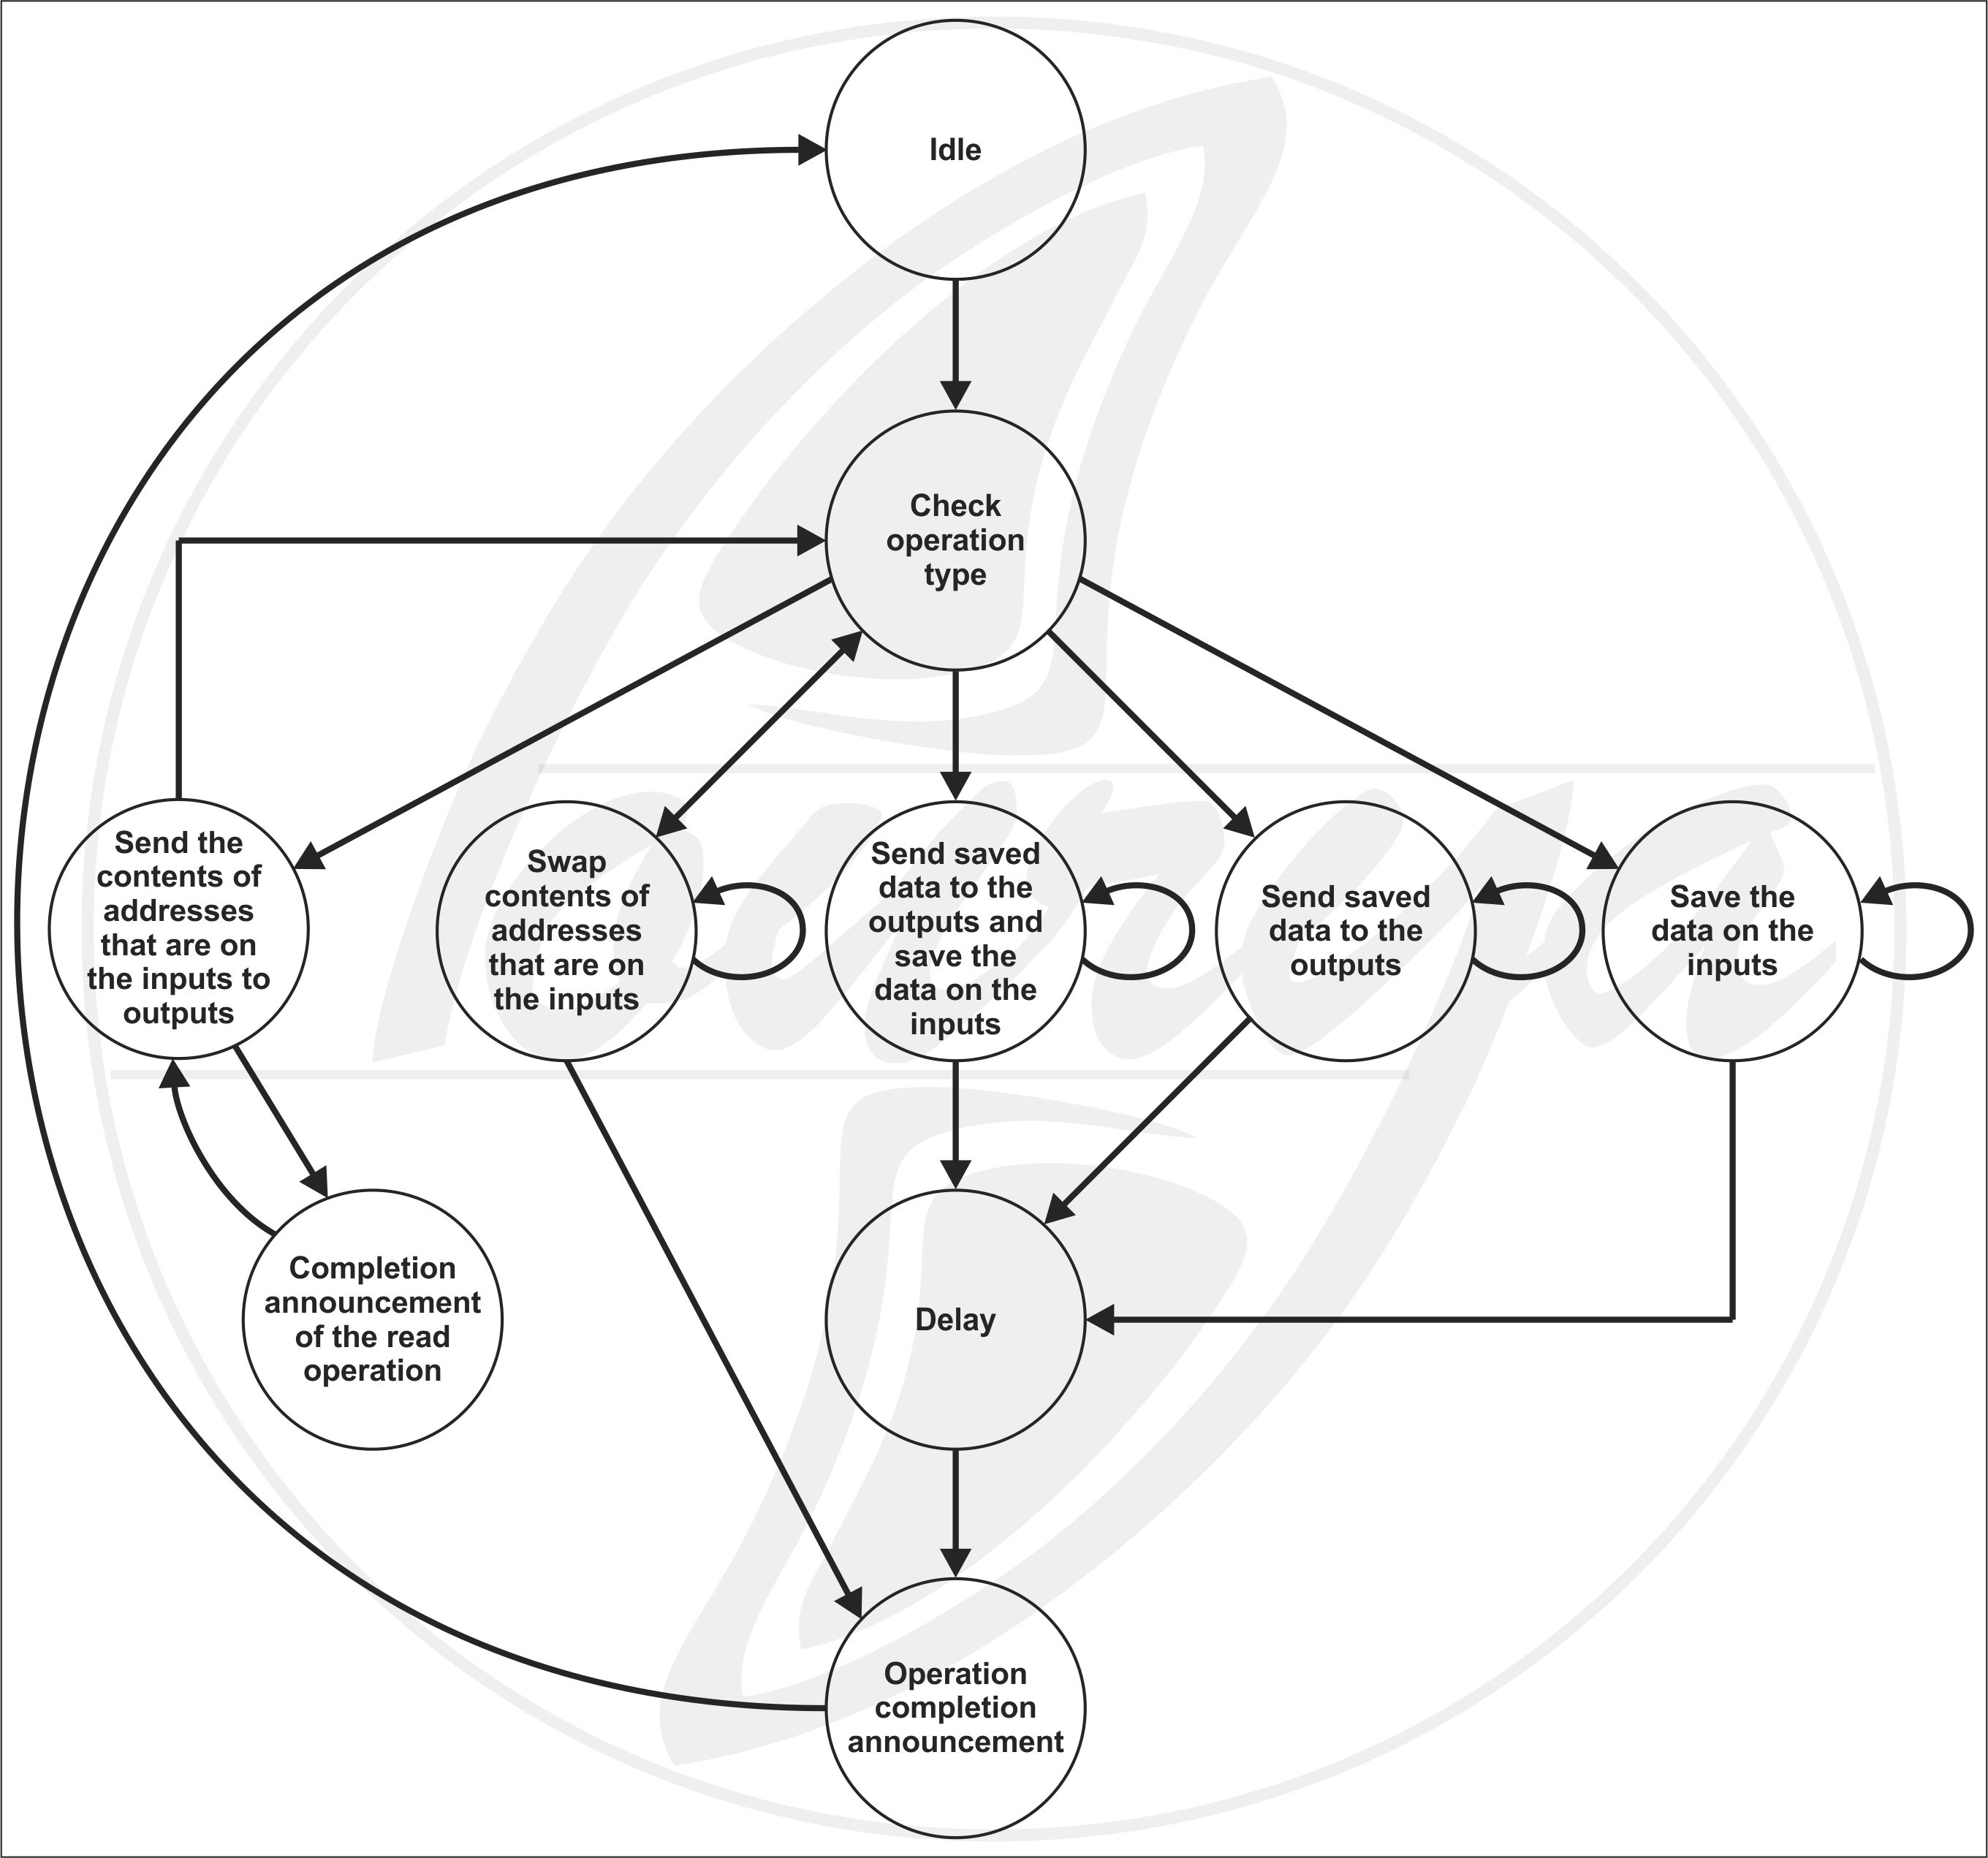 Idle
Check
operation
type
Send the
contents of
addresses
that are on
the inputs to
outputs
Swap
contents of
addresses
that are on
the inputs
Send saved
data to the
outputs and
save the
data on the
inputs
Send saved
data to the
outputs
Save the
data on the
inputs
Completion
announcement
of the read
operation
Delay
Operation
completion
announcement